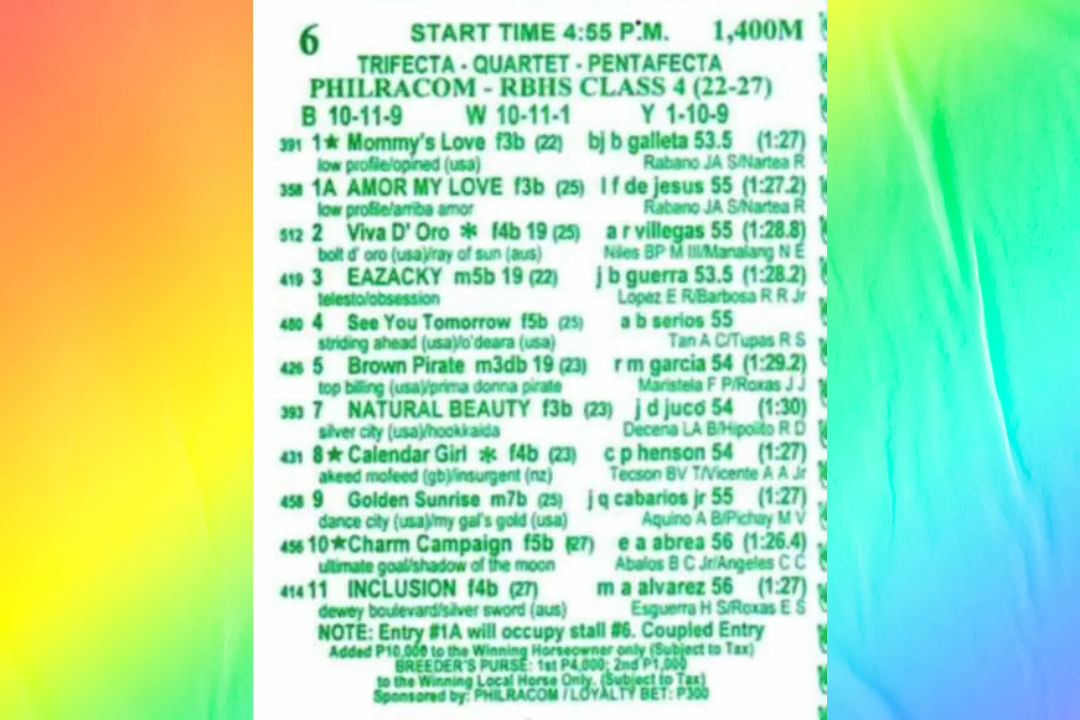 6 START TIME 4:55 P.M. 1,400M
TRIFECTA - QUARTET - PENTAFECTA
PHILRACOM - RBHS CLASS 4 (22-27)
B 10-11-9 W 10-11-1 Y 1-10-9
391 1★ Mommy's Love f3b (22) bj b galleta 53.5 (1:27)
low profile/opined (usa) Rabano JA S/Nartea R
358 1A AMOR MY LOVE f3b (25) l f de jesus 55 (1:27.2)
low profile/arriba amor Rabano JA S/Nartea R
512 2 Viva D' Oro * f4b 19 (25) a r villegas 55 (1:28.8)
bolt d' oro (usa)/ray of sun (aus) Niles BP M III/Manalang N E
419 3 EAZACKY m5b 19 (22) j b guerra 53.5 (1:28.2)
telesto/obsession Lopez E R/Barbosa R R Jr
480 4 See You Tomorrow f5b (25) a b serios 55
striding ahead (usa)/o'deara (usa) Tan A C/Tupas R S
426 5 Brown Pirate m3db 19 (23) r m garcia 54 (1:29.2)
top billing (usa)/prima donna pirate Maristela F P/Roxas J J
393 7 NATURAL BEAUTY f3b (23) j d juco 54 (1:30)
silver city (usa)/hookkaida Decena LA B/Hipolito R D
431 8★ Calendar Girl * f4b (23) c p henson 54 (1:27)
akeed mofeed (gb)/insurgent (nz) Tecson BV T/Vicente A A Jr
458 9 Golden Sunrise m7b (25) j q cabarios jr 55 (1:27)
dance city (usa)/my gal's gold (usa) Aquino A B/Pichay M V
456 10★ Charm Campaign f5b (27) e a abrea 56 (1:26.4)
ultimate goal/shadow of the moon Abalos B C Jr/Angeles C C
414 11 INCLUSION f4b (27) m a alvarez 56 (1:27)
dewey boulevard/silver sword (aus) Esguerra H S/Roxas E S
NOTE: Entry #1A will occupy stall #6. Coupled Entry
Added P10,000 to the Winning Horseowner only (Subject to Tax)
BREEDER'S PURSE: 1st P4,000; 2nd P1,000
to the Winning Local Horse Only. (Subject to Tax)
Sponsored by: PHILRACOM / LOYALTY BET: P300